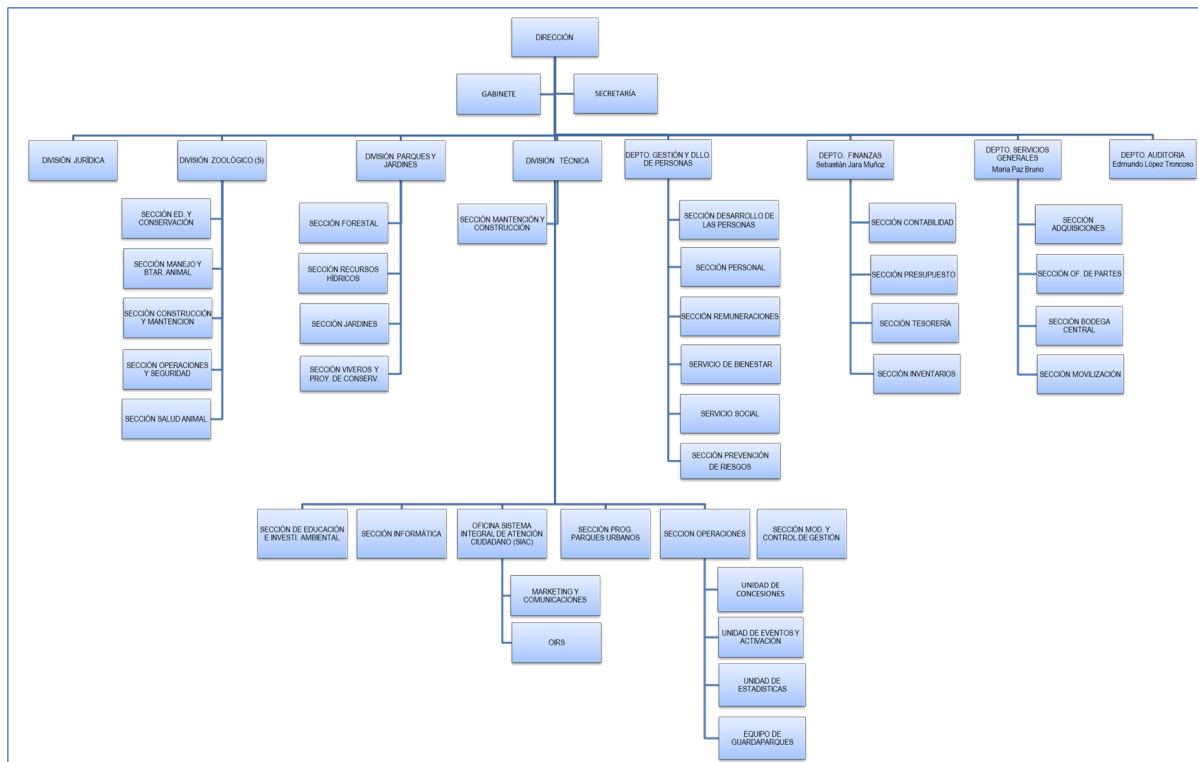 DIRECCIÓN
GABINETE
SECRETARÍA
DIVISIÓN JURÍDICA
DIVISIÓN ZOOLÓGICO (S)
SECCIÓN ED. Y
CONSERVACIÓN
SECCIÓN MANEJO Y
BTAR. ANIMAL
SECCIÓN CONSTRUCCIÓN
Y MANTENCION
SECCIÓN OPERACIONES
Y SEGURIDAD
SECCIÓN SALUD ANIMAL
DIVISIÓN PARQUES Y
JARDINES
SECCIÓN FORESTAL
SECCIÓN RECURSOS
HÍDRICOS
SECCIÓN JARDINES
SECCIÓN VIVEROS Y
PROY. DE CONSERV.
DIVISIÓN TÉCNICA
SECCIÓN MANTENCIÓN Y
CONSTRUCCIÓN
DEPTO. GESTIÓN Y DLLO.
DE PERSONAS
SECCIÓN DESARROLLO DE
LAS PERSONAS
SECCIÓN PERSONAL
SECCIÓN REMUNERACIONES
SERVICIO DE BIENESTAR
SERVICIO SOCIAL
SECCIÓN PREVENCIÓN
DE RIESGOS
DEPTO. FINANZAS
Sebastián Jara Muñoz
SECCIÓN CONTABILIDAD
SECCIÓN PRESUPUESTO
SECCIÓN TESORERÍA
SECCIÓN INVENTARIOS
DEPTO. SERVICIOS
GENERALES
María Paz Bruno
SECCIÓN
ADQUISICIONES
SECCIÓN OF. DE PARTES
SECCIÓN BODEGA
CENTRAL
SECCIÓN MOVILIZACIÓN
DEPTO. AUDITORIA
Edmundo López Troncoso
SECCIÓN DE EDUCACIÓN
E INVESTI. AMBIENTAL
SECCIÓN INFORMÁTICA
OFICINA SISTEMA
INTEGRAL DE ATENCIÓN
CIUDADANO (SIAC)
MARKETING Y
COMUNICACIONES
OIRS
SECCIÓN PROG.
PARQUES URBANOS
SECCION OPERACIONES
UNIDAD DE
CONCESIONES
UNIDAD DE EVENTOS Y
ACTIVACIÓN
UNIDAD DE
ESTADISTICAS
EQUIPO DE
GUARDAPARQUES
SECCIÓN MOD. Y
CONTROL DE GESTIÓN